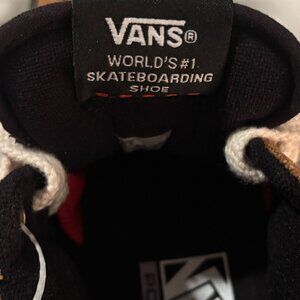 VANS®
WORLD'S #1
SKATEBOARDING
SHOE